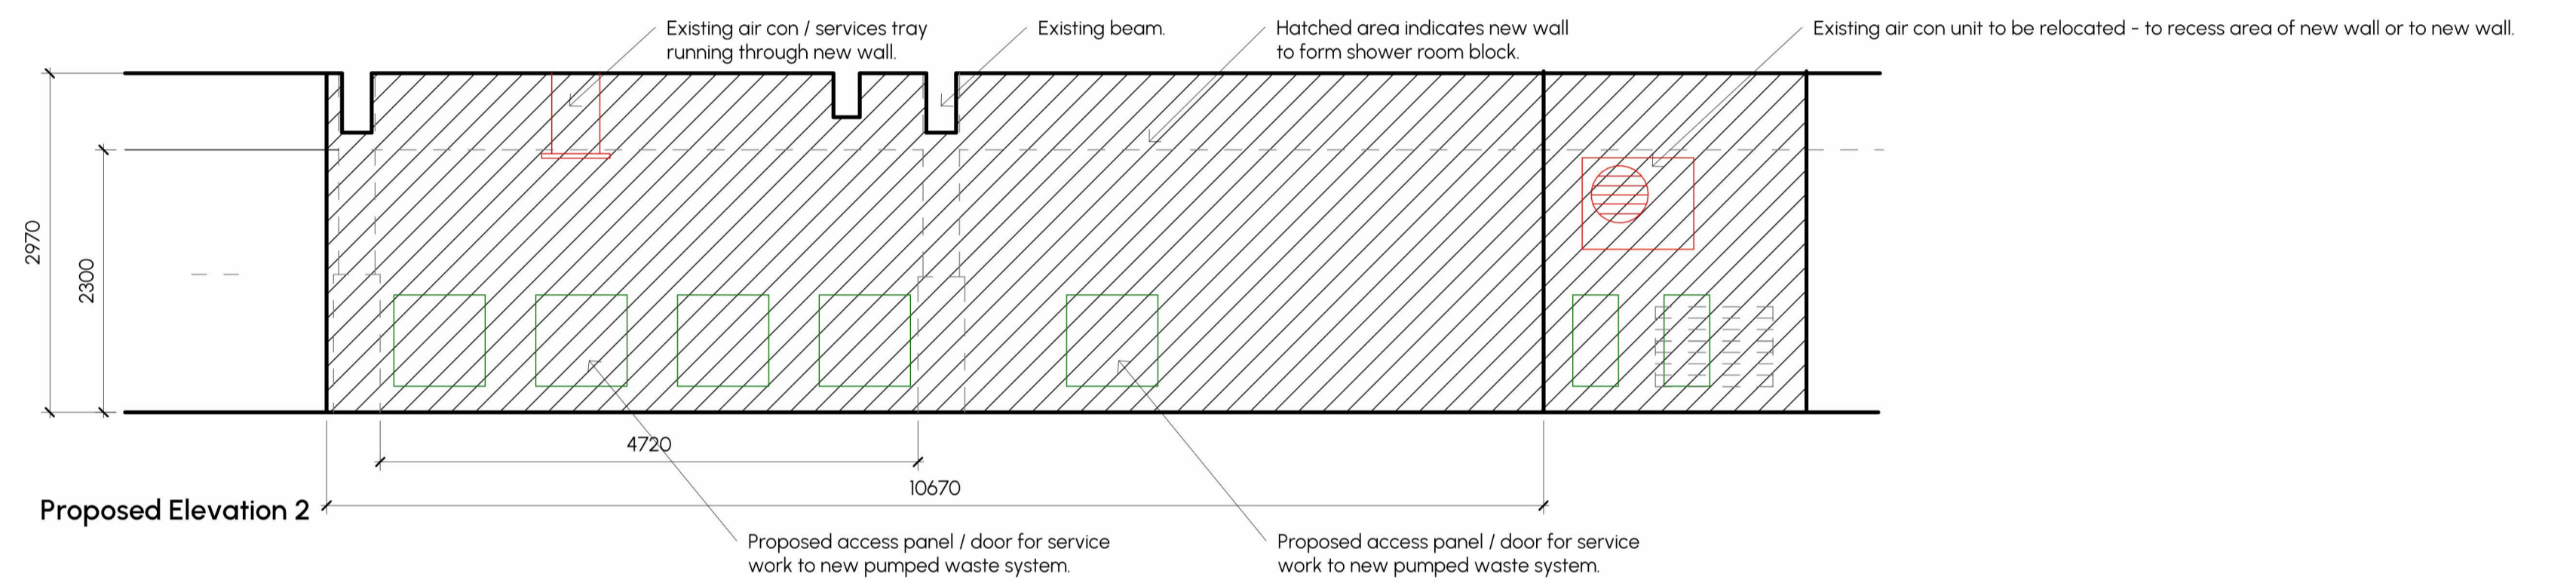 Existing air con / services tray
running through new wall.
Existing beam.
Hatched area indicates new wall
to form shower room block.
Existing air con unit to be relocated - to recess area of new wall or to new wall.
2970
2300
4720
10670
Proposed Elevation 2
Proposed access panel / door for service
work to new pumped waste system.
Proposed access panel / door for service
work to new pumped waste system.